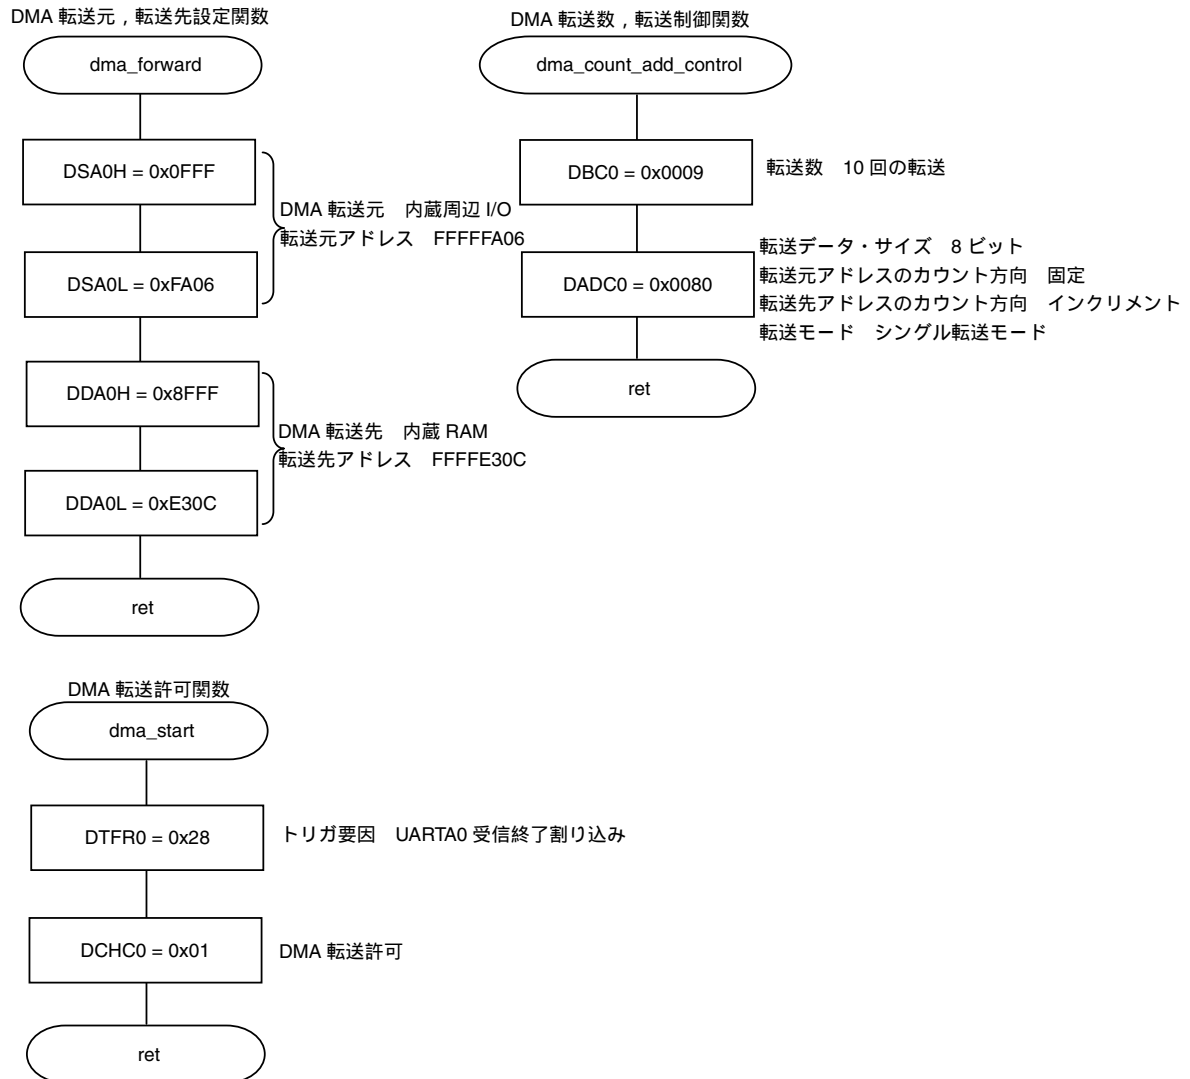 DMA 転送元，転送先設定関数
dma_forward
DSA0H = 0x0FFF
DSA0L = 0xFA06
DMA 転送元　内蔵周辺 I/O
転送元アドレス　FFFFFA06
DDA0H = 0x8FFF
DDA0L = 0xE30C
DMA 転送先　内蔵 RAM
転送先アドレス　FFFFE30C
ret
DMA 転送数，転送制御関数
dma_count_add_control
DBC0 = 0x0009
転送数　10 回の転送
DADC0 = 0x0080
転送データ・サイズ　8 ビット
転送元アドレスのカウント方向　固定
転送先アドレスのカウント方向　インクリメント
転送モード　シングル転送モード
ret
DMA 転送許可関数
dma_start
DTFR0 = 0x28
トリガ要因　UARTA0 受信終了割り込み
DCHC0 = 0x01
DMA 転送許可
ret